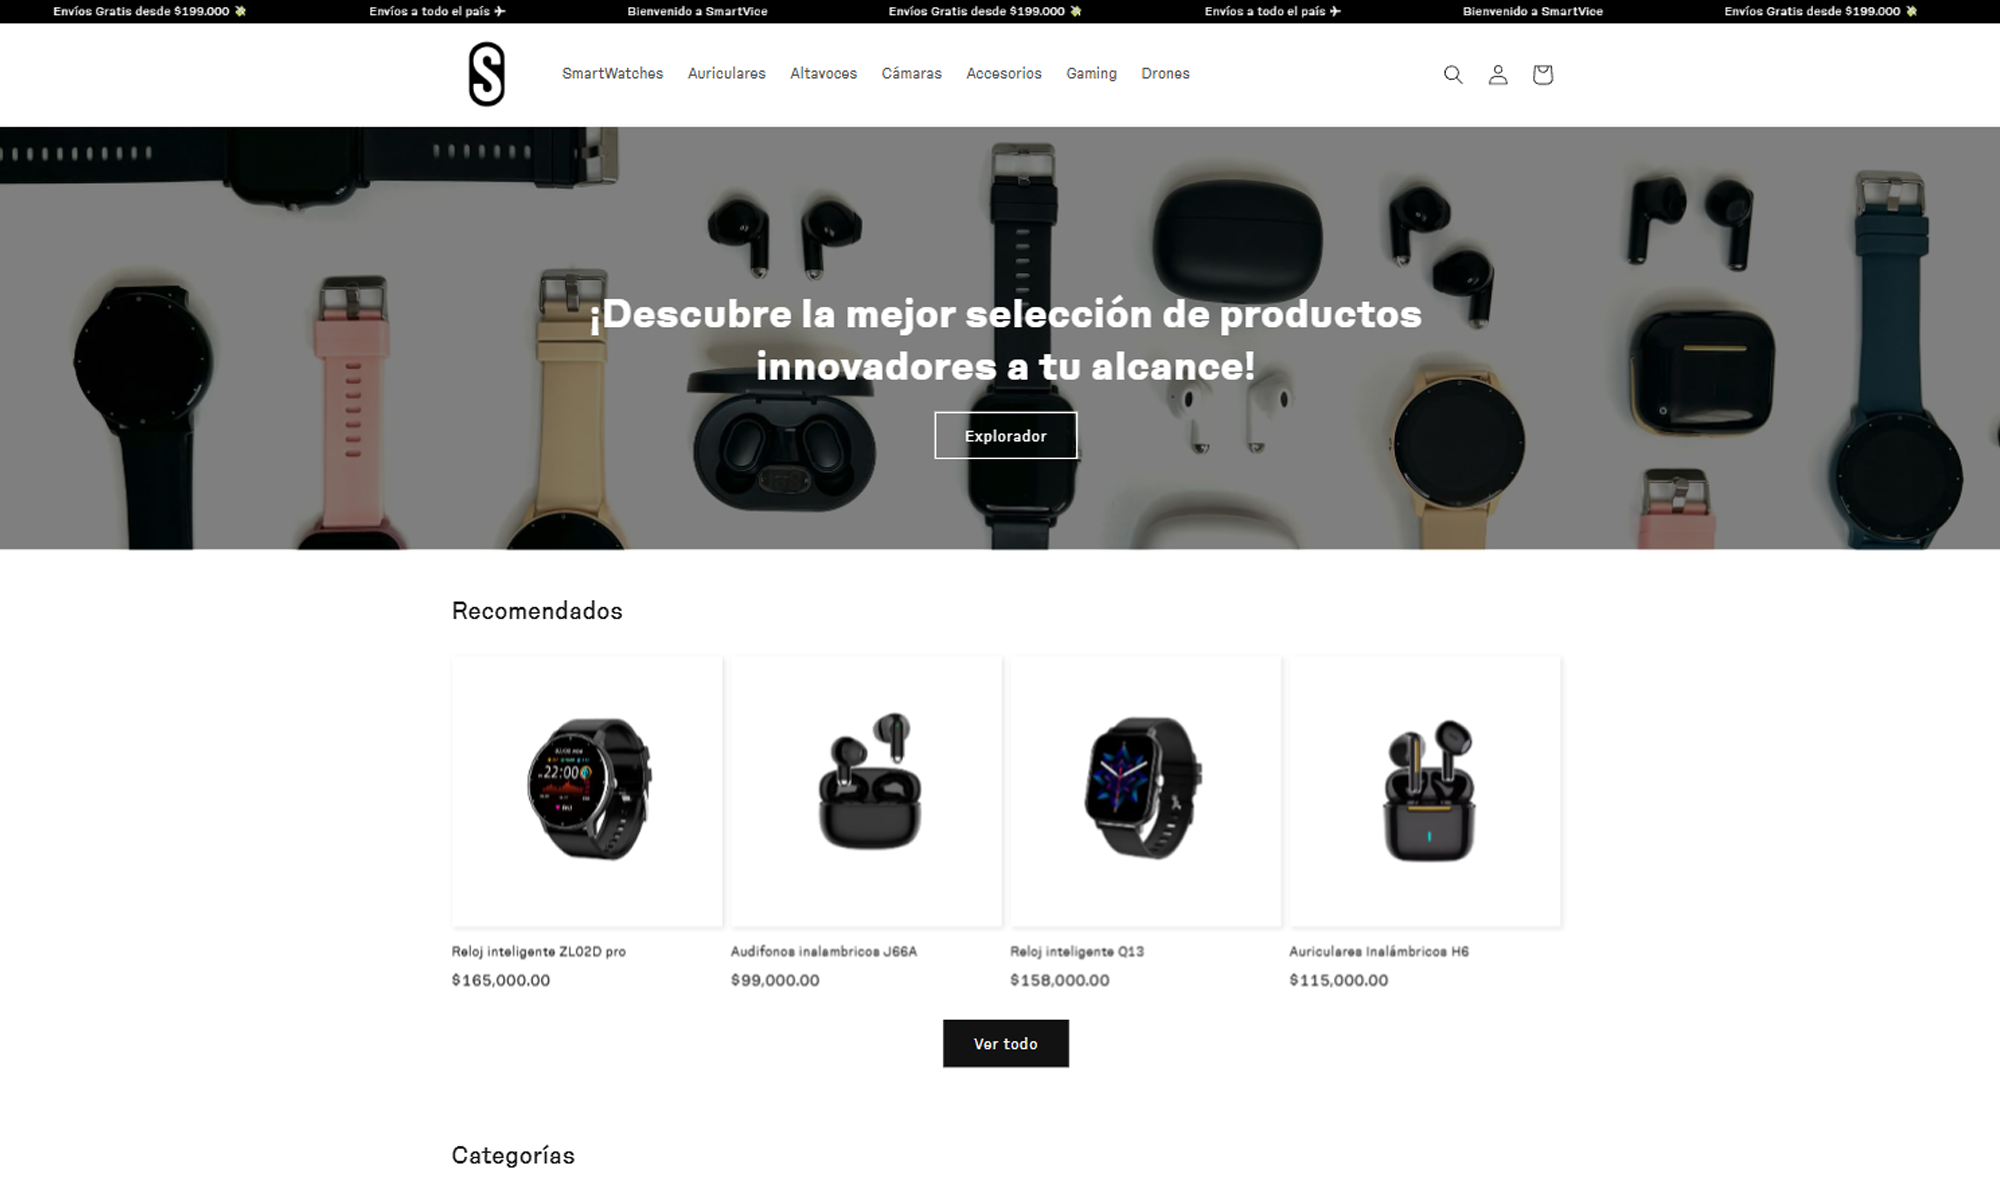 Envíos Gratis desde $199.000 Envíos a todo el país Bienvenido a SmartVice Envíos Gratis desde $199.000 Envíos a todo el país Bienvenido a SmartVice Envíos Gratis desde $199.000
S SmartWatches Auriculares Altavoces Cámaras Accesorios Gaming Drones
¡Descubre la mejor selección de productos
innovadores a tu alcance!
Explorador
Recomendados
22:00
Reloj inteligente ZL02D pro
$165,000.00
Audifonos inalambricos J66A
$99,000.00
Reloj inteligente Q13
$158,000.00
Auriculares Inalámbricos H6
$115,000.00
Ver todo
Categorías